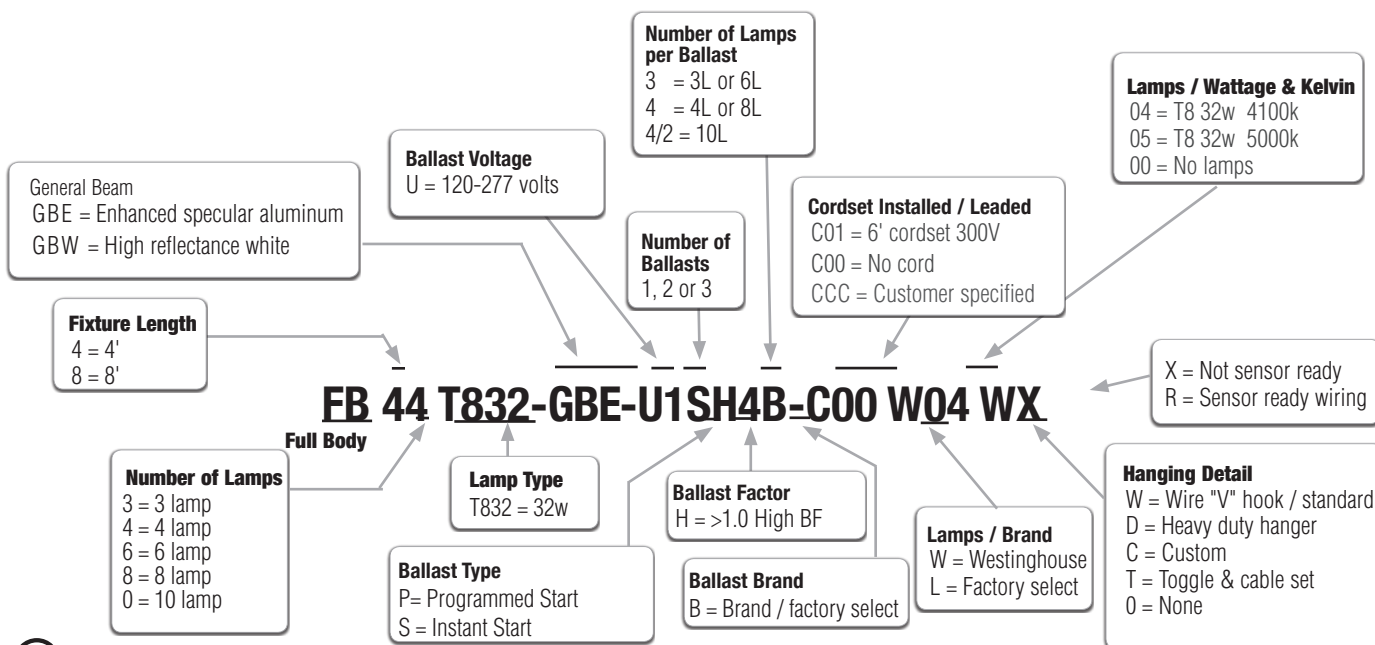 Number of Lamps
per Ballast
3 = 3L or 6L
4 = 4L or 8L
4/2 = 10L
Lamps / Wattage & Kelvin
04 = T8 32w 4100k
05 = T8 32w 5000k
00 = No lamps
Ballast Voltage
U = 120-277 volts
General Beam
GBE = Enhanced specular aluminum
GBW = High reflectance white
Number of
Ballasts
1, 2 or 3
Cordset Installed / Leaded
C01 = 6' cordset 300V
C00 = No cord
CCC = Customer specified
Fixture Length
4 = 4'
8 = 8'
X = Not sensor ready
R = Sensor ready wiring
FB 44 T832-GBE-U1SH4B-C00 W04 WX
Full Body
Number of Lamps
3 = 3 lamp
4 = 4 lamp
6 = 6 lamp
8 = 8 lamp
0 = 10 lamp
Lamp Type
T832 = 32w
Ballast Type
P= Programmed Start
S = Instant Start
Ballast Factor
H = >1.0 High BF
Ballast Brand
B = Brand / factory select
Lamps / Brand
W = Westinghouse
L = Factory select
Hanging Detail
W = Wire "V" hook / standard
D = Heavy duty hanger
C = Custom
T = Toggle & cable set
0 = None